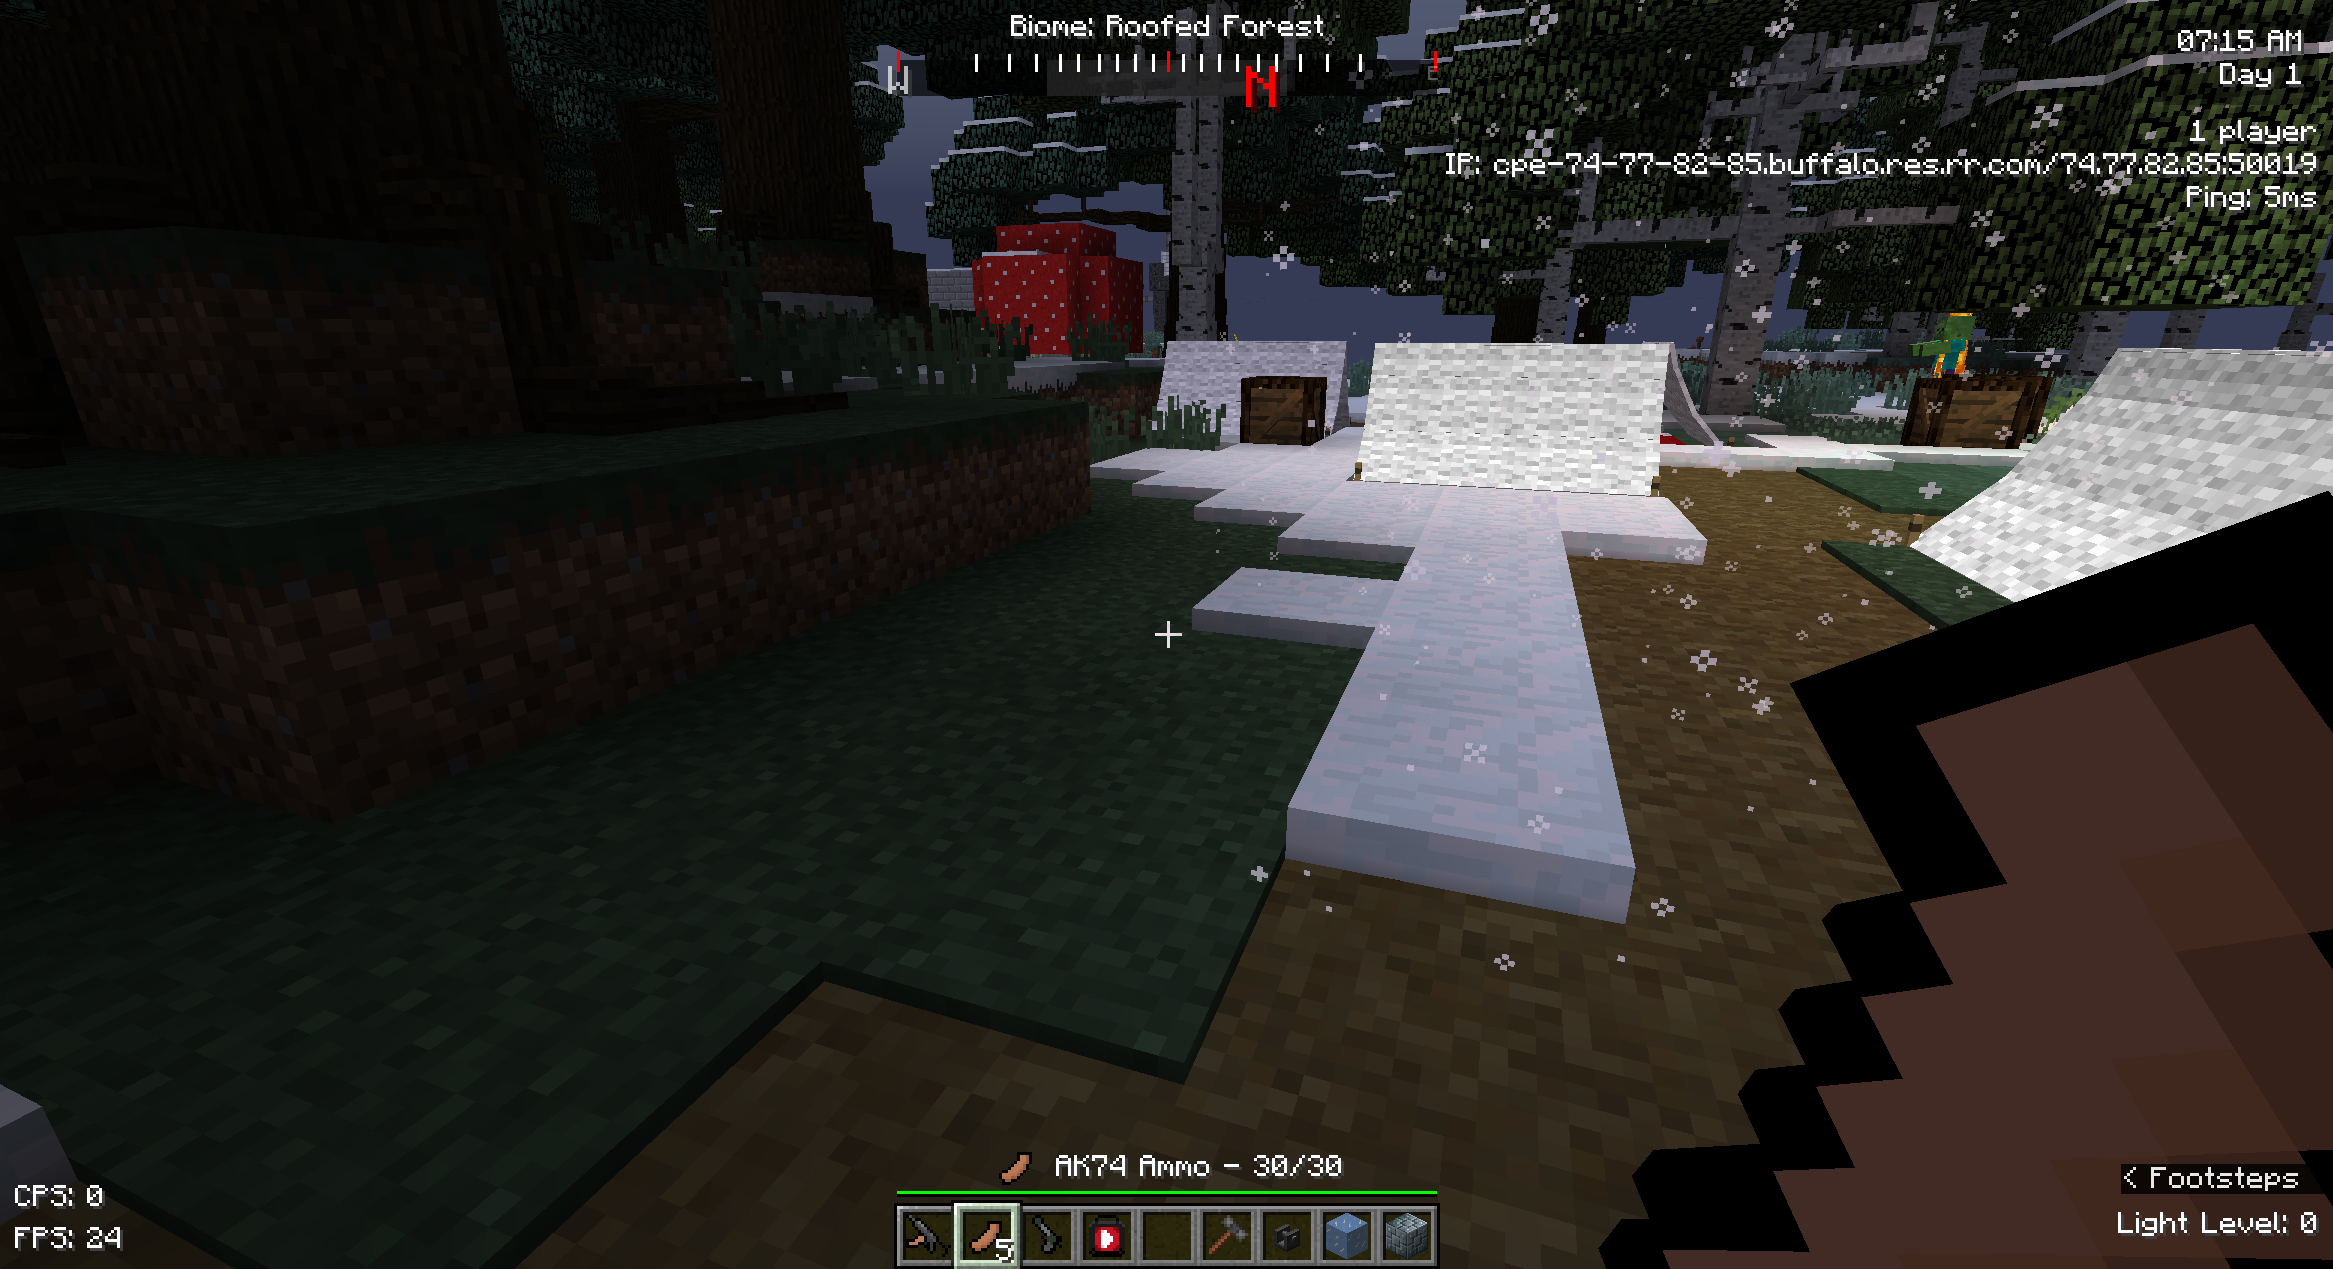 Biome: Roofed Forest
W
N
E
07:15 AM
Day 1
1 player
IP: cpe-74-77-82-85.buffalo.res.rr.com/74.77.82.85:50019
Ping: 5ms
AK74 Ammo - 30/30
CPS: 0
FPS: 24
5
< Footsteps
Light Level: 0